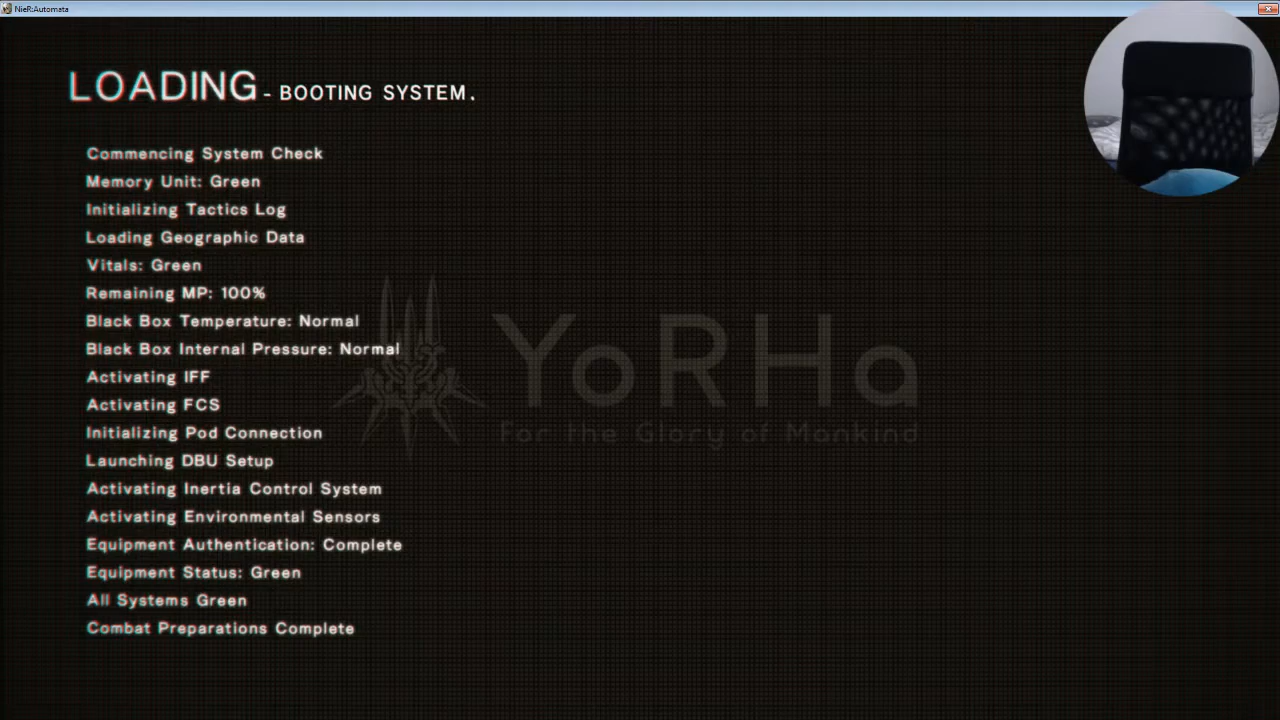 NieR:Automata
LOADING - BOOTING SYSTEM.
Commencing System Check
Memory Unit: Green
Initializing Tactics Log
Loading Geographic Data
Vitals: Green
Remaining MP: 100%
Black Box Temperature: Normal
Black Box Internal Pressure: Normal
Activating IFF
Activating FCS
Initializing Pod Connection
Launching DBU Setup
Activating Inertia Control System
Activating Environmental Sensors
Equipment Authentication: Complete
Equipment Status: Green
All Systems Green
Combat Preparations Complete
YoRHa
For the Glory of Mankind